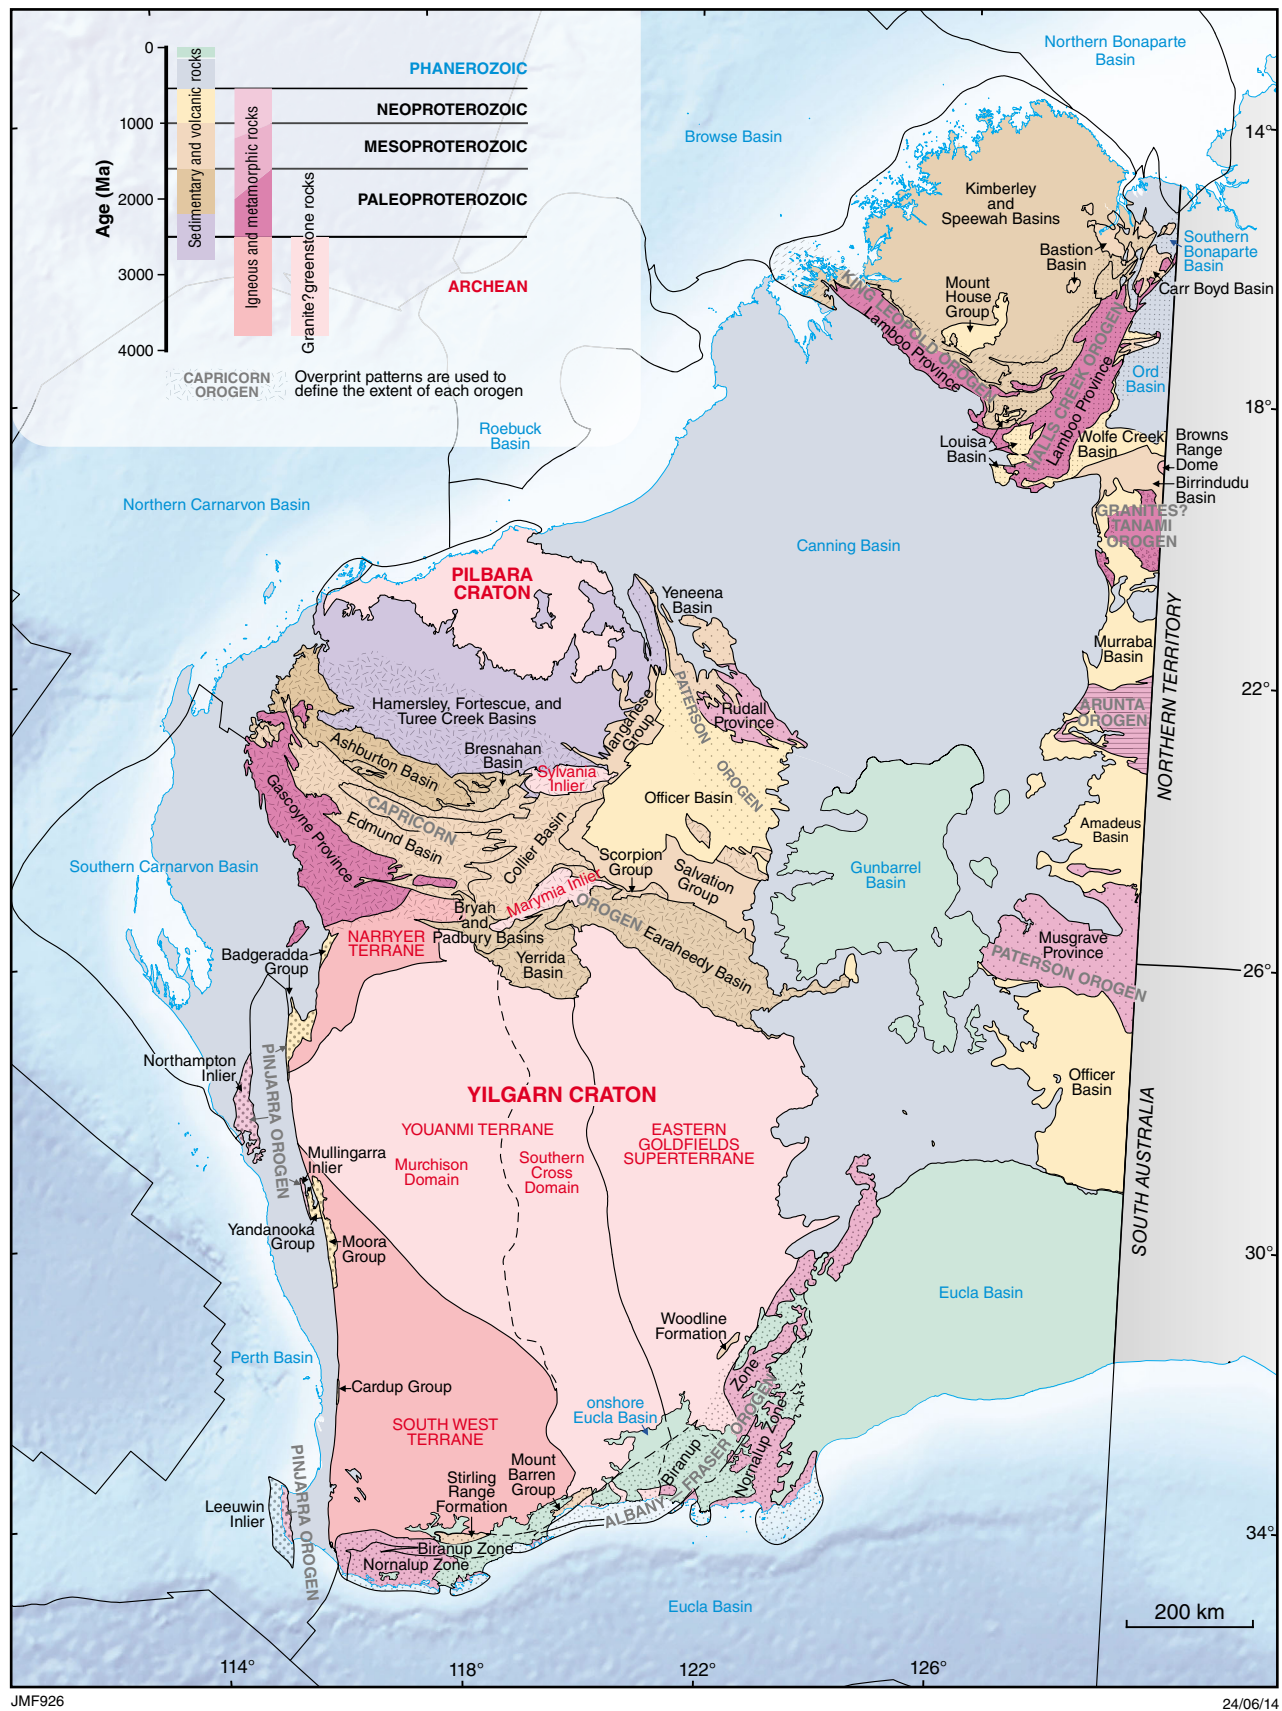 0
1000
2000
3000
4000
Age (Ma)
Sedimentary and volcanic rocks
Igneous and metamorphic rocks
Granite?greenstone rocks
PHANEROZOIC
NEOPROTEROZOIC
MESOPROTEROZOIC
PALEOPROTEROZOIC
ARCHEAN
CAPRICORN
OROGEN
Overprint patterns are used to
define the extent of each orogen
Northern Bonaparte
Basin
Browse Basin
14°
Kimberley
and
Speewah Basins
Bastion
Basin
Southern
Bonaparte
Basin
Carr Boyd Basin
Mount
House
Group
KING LEOPOLD OROGEN
Lamboo Province
HALLS CREEK OROGEN
Lamboo Province
Ord
Basin
18°
Roebuck
Basin
Louisa
Basin
Wolfe Creek
Basin
Browns
Range
Dome
Birrindudu
Basin
GRANITES?
TANAMI
OROGEN
Northern Carnarvon Basin
Canning Basin
PILBARA
CRATON
Yeneena
Basin
Murraba
Basin
NORTHERN TERRITORY
22°
Hamersley, Fortescue, and
Turee Creek Basins
Manganese
Group
PATERSON
OROGEN
Rudall
Province
ARUNTA
OROGEN
Ashburton Basin
Bresnahan
Basin
Sylvania
Inlier
Officer Basin
Gascoyne Province
CAPRICORN
Edmund Basin
Collier Basin
Amadeus
Basin
Southern Carnarvon Basin
Scorpion
Group
Salvation
Group
Gunbarrel
Basin
Marymia Inlier
OROGEN
Bryah
and
Padbury Basins
NARRYER
TERRANE
Yerrida
Basin
Earaheedy Basin
Badgeradda
Group
Musgrave
Province
PATERSON OROGEN
26°
Northampton
Inlier
PINJARRA OROGEN
YILGARN CRATON
YOUANMI TERRANE
Murchison
Domain
Southern
Cross
Domain
EASTERN
GOLDFIELDS
SUPERTERRANE
Officer
Basin
SOUTH AUSTRALIA
Mullingarra
Inlier
Yandanooka
Group
Moora
Group
30°
Eucla Basin
Woodline
Formation
Perth Basin
Cardup Group
onshore
Eucla Basin
SOUTH WEST
TERRANE
Biranup
Zone
Nornalup Zone
ALBANY
FRASER OROGEN
Mount
Barren
Group
Stirling
Range
Formation
PINJARRA OROGEN
Leeuwin
Inlier
Biranup Zone
Nornalup Zone
34°
Eucla Basin
200 km
114°
118°
122°
126°
JMF926
24/06/14